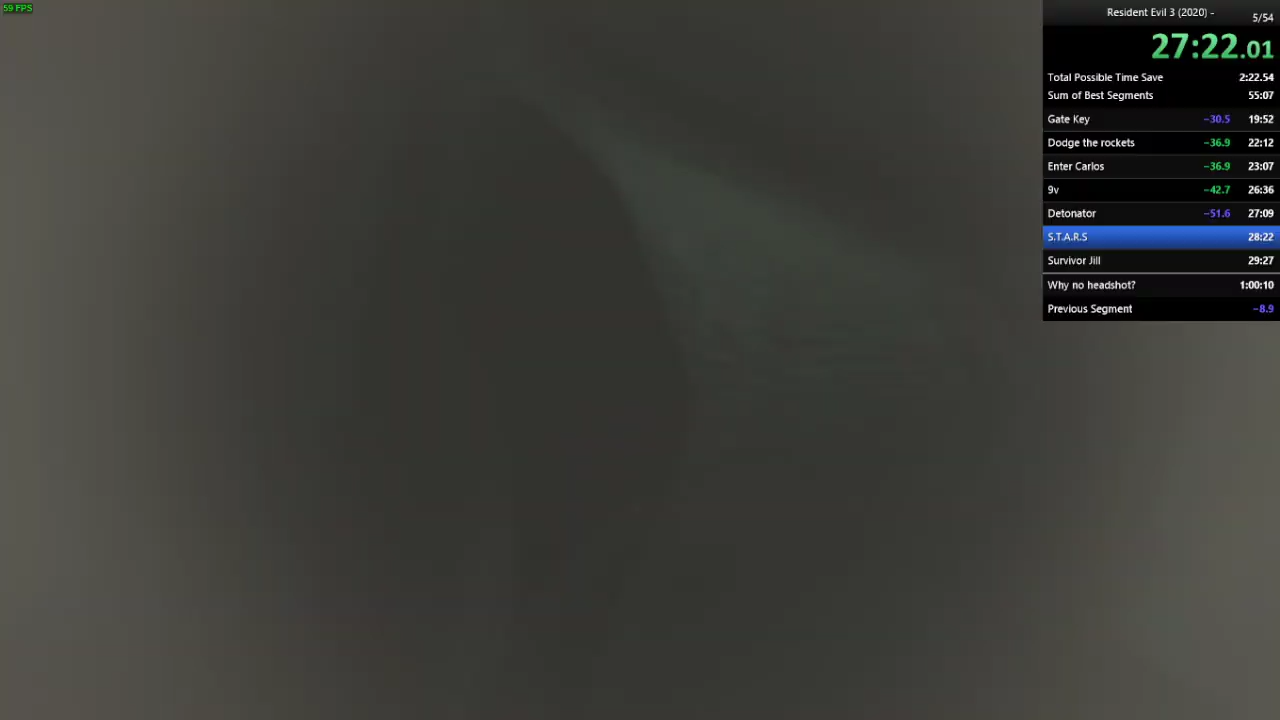 59 FPS
Resident Evil 3 (2020) -
5/54
27:22.01
Total Possible Time Save 2:22.54
Sum of Best Segments 55:07
Gate Key -30.5 19:52
Dodge the rockets -36.9 22:12
Enter Carlos -36.9 23:07
9v -42.7 26:36
Detonator -51.6 27:09
S.T.A.R.S 28:22
Survivor Jill 29:27
Why no headshot? 1:00:10
Previous Segment -8.9